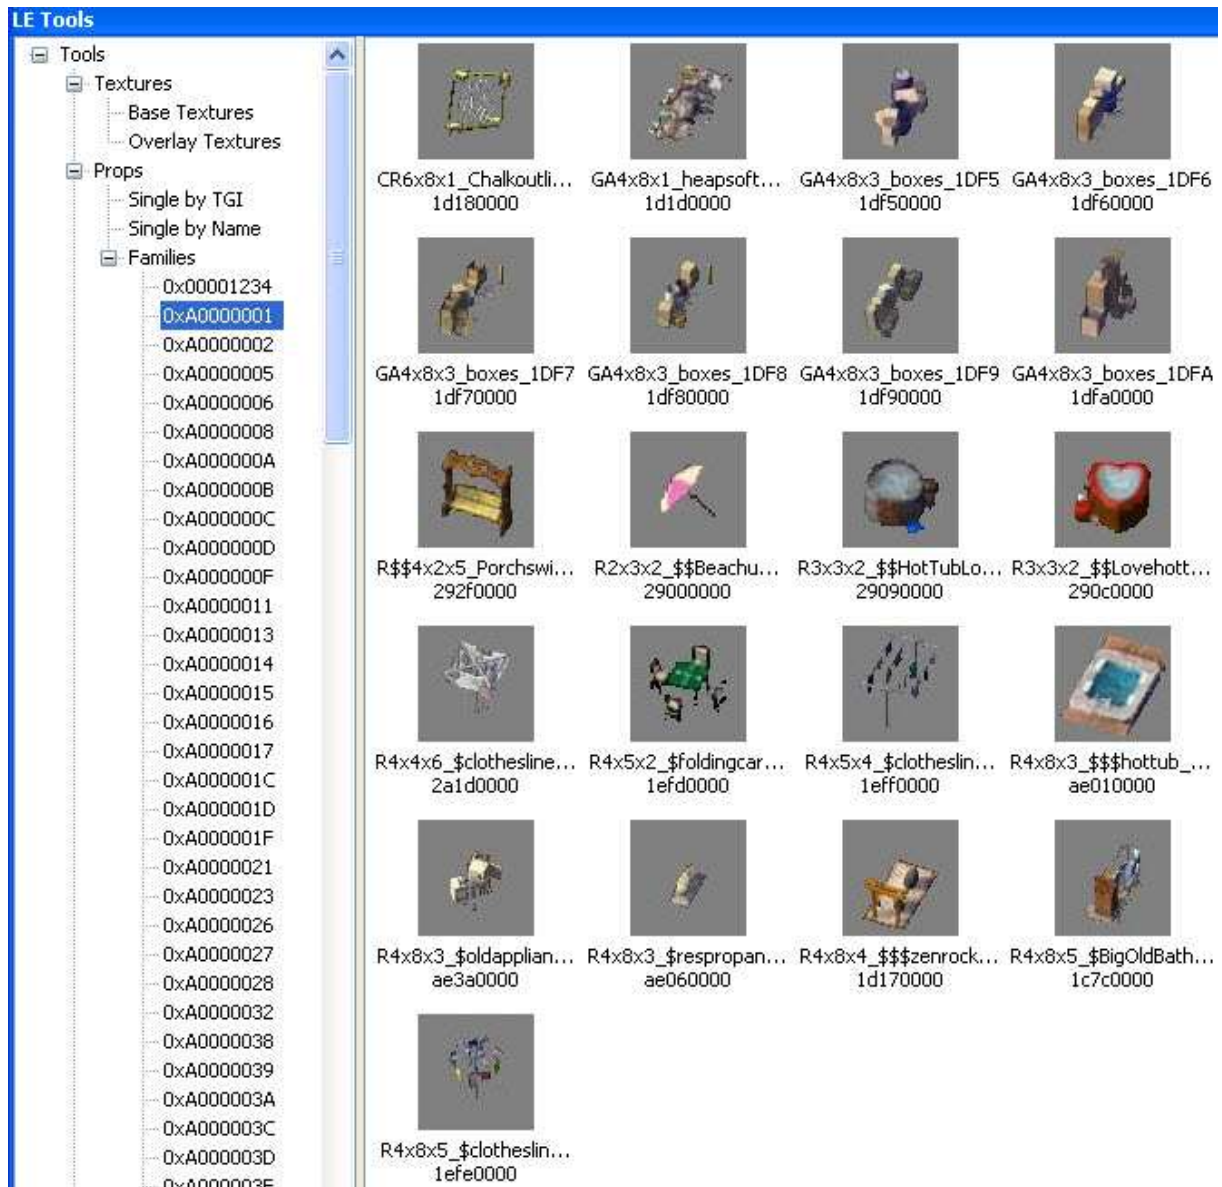 LE Tools
Tools
Textures
Base Textures
Overlay Textures
Props
Single by TGI
Single by Name
Families
0x00001234
0xA0000001
0xA0000002
0xA0000005
0xA0000006
0xA0000008
0xA000000A
0xA000000B
0xA000000C
0xA000000D
0xA000000F
0xA0000011
0xA0000013
0xA0000014
0xA0000015
0xA0000016
0xA0000017
0xA000001C
0xA000001D
0xA000001F
0xA0000021
0xA0000023
0xA0000026
0xA0000027
0xA0000028
0xA0000032
0xA0000038
0xA0000039
0xA000003A
0xA000003C
0xA000003D
CR6x8x1_Chalkoutli... GA4x8x1_heapsoft... GA4x8x3_boxes_1DF5 GA4x8x3_boxes_1DF6
1d180000 1d1d0000 1df50000 1df60000
GA4x8x3_boxes_1DF7 GA4x8x3_boxes_1DF8 GA4x8x3_boxes_1DF9 GA4x8x3_boxes_1DFA
1df70000 1df80000 1df90000 1dfa0000
R$$4x2x5_Porchswi... R2x3x2_$$Beachu... R3x3x2_$$HotTubLo... R3x3x2_$$Lovehott...
292f0000 29000000 29090000 290c0000
R4x4x6_$clothesline... R4x5x2_$foldingcar... R4x5x4_$clotheslin... R4x8x3_$$$hottub_...
2a1d0000 1efd0000 1eff0000 ae010000
R4x8x3_$oldapplian... R4x8x3_$respropan... R4x8x4_$$$zenrock... R4x8x5_$BigOldBath...
ae3a0000 ae060000 1d170000 1c7c0000
R4x8x5_$clotheslin...
1efe0000